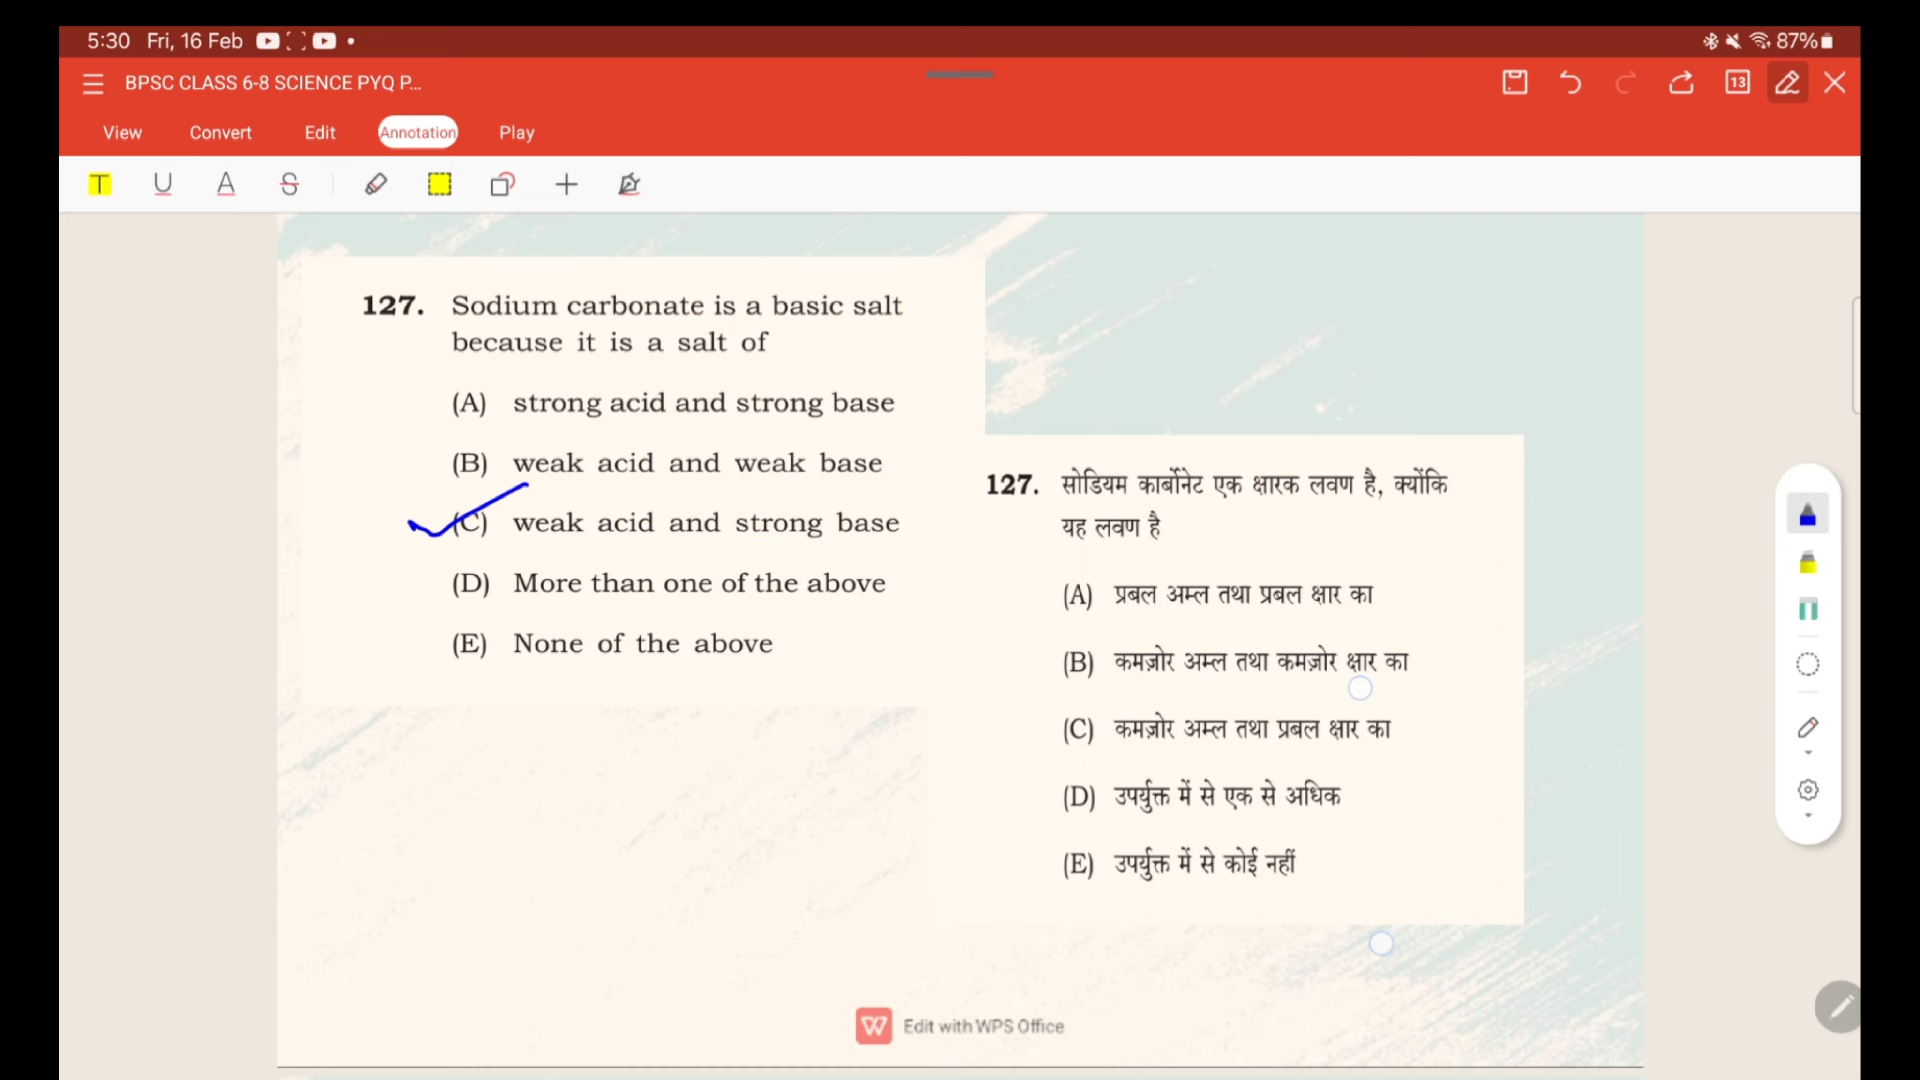 5:30 Fri, 16 Feb
87%
BPSC CLASS 6-8 SCIENCE PYQ P...
13
View Convert Edit Annotation Play
T U A S
127. Sodium carbonate is a basic salt
because it is a salt of
(A) strong acid and strong base
(B) weak acid and weak base
(C) weak acid and strong base
(D) More than one of the above
(E) None of the above
127. सोडियम कार्बोनेट एक क्षारक लवण है, क्योंकि
यह लवण है
(A) प्रबल अम्ल तथा प्रबल क्षार का
(B) कमज़ोर अम्ल तथा कमज़ोर क्षार का
(C) कमज़ोर अम्ल तथा प्रबल क्षार का
(D) उपर्युक्त में से एक से अधिक
(E) उपर्युक्त में से कोई नहीं
W Edit with WPS Office